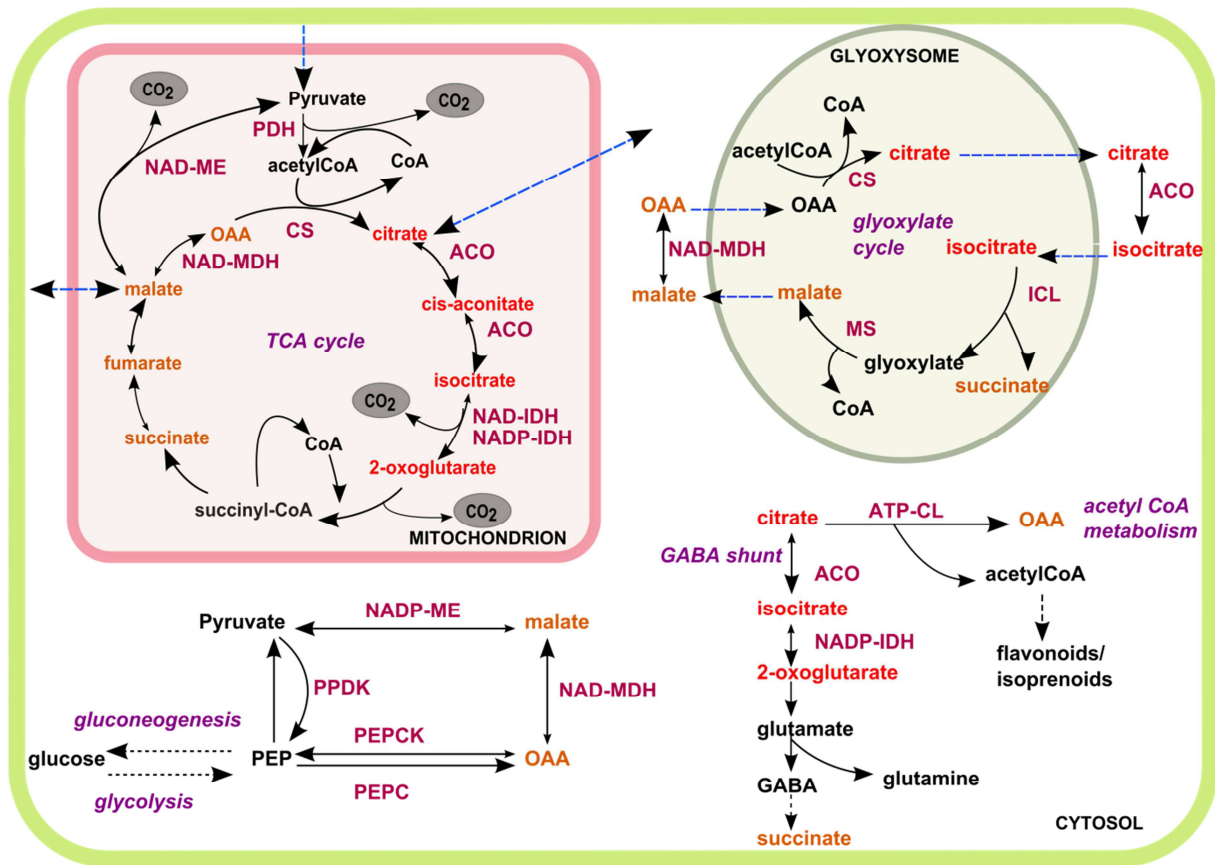 CO2
Pyruvate
CO2
PDH
NAD-ME
acetylCoA
CoA
OAA
CS
citrate
NAD-MDH
ACO
malate
cis-aconitate
TCA cycle
ACO
fumarate
isocitrate
CO2
NAD-IDH
NADP-IDH
succinate
CoA
2-oxoglutarate
succinyl-CoA
CO2
MITOCHONDRION
GLYOXYSOME
CoA
acetylCoA
citrate
citrate
CS
ACO
OAA
OAA
glyoxylate
cycle
NAD-MDH
isocitrate
isocitrate
malate
malate
ICL
MS
glyoxylate
succinate
CoA
Pyruvate
NADP-ME
malate
PPDK
NAD-MDH
gluconeogenesis
PEPCK
glucose
PEP
OAA
glycolysis
PEPC
citrate
ATP-CL
OAA
acetyl CoA
metabolism
GABA shunt
ACO
acetylCoA
isocitrate
NADP-IDH
flavonoids/
isoprenoids
2-oxoglutarate
glutamate
GABA
glutamine
succinate
CYTOSOL